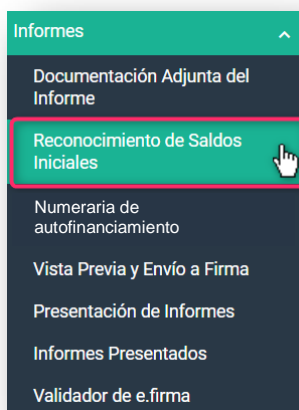 Informes
Documentación Adjunta del
Informe
Reconocimiento de Saldos
Iniciales
Numeraria de
autofinanciamiento
Vista Previa y Envío a Firma
Presentación de Informes
Informes Presentados
Validador de e.firma